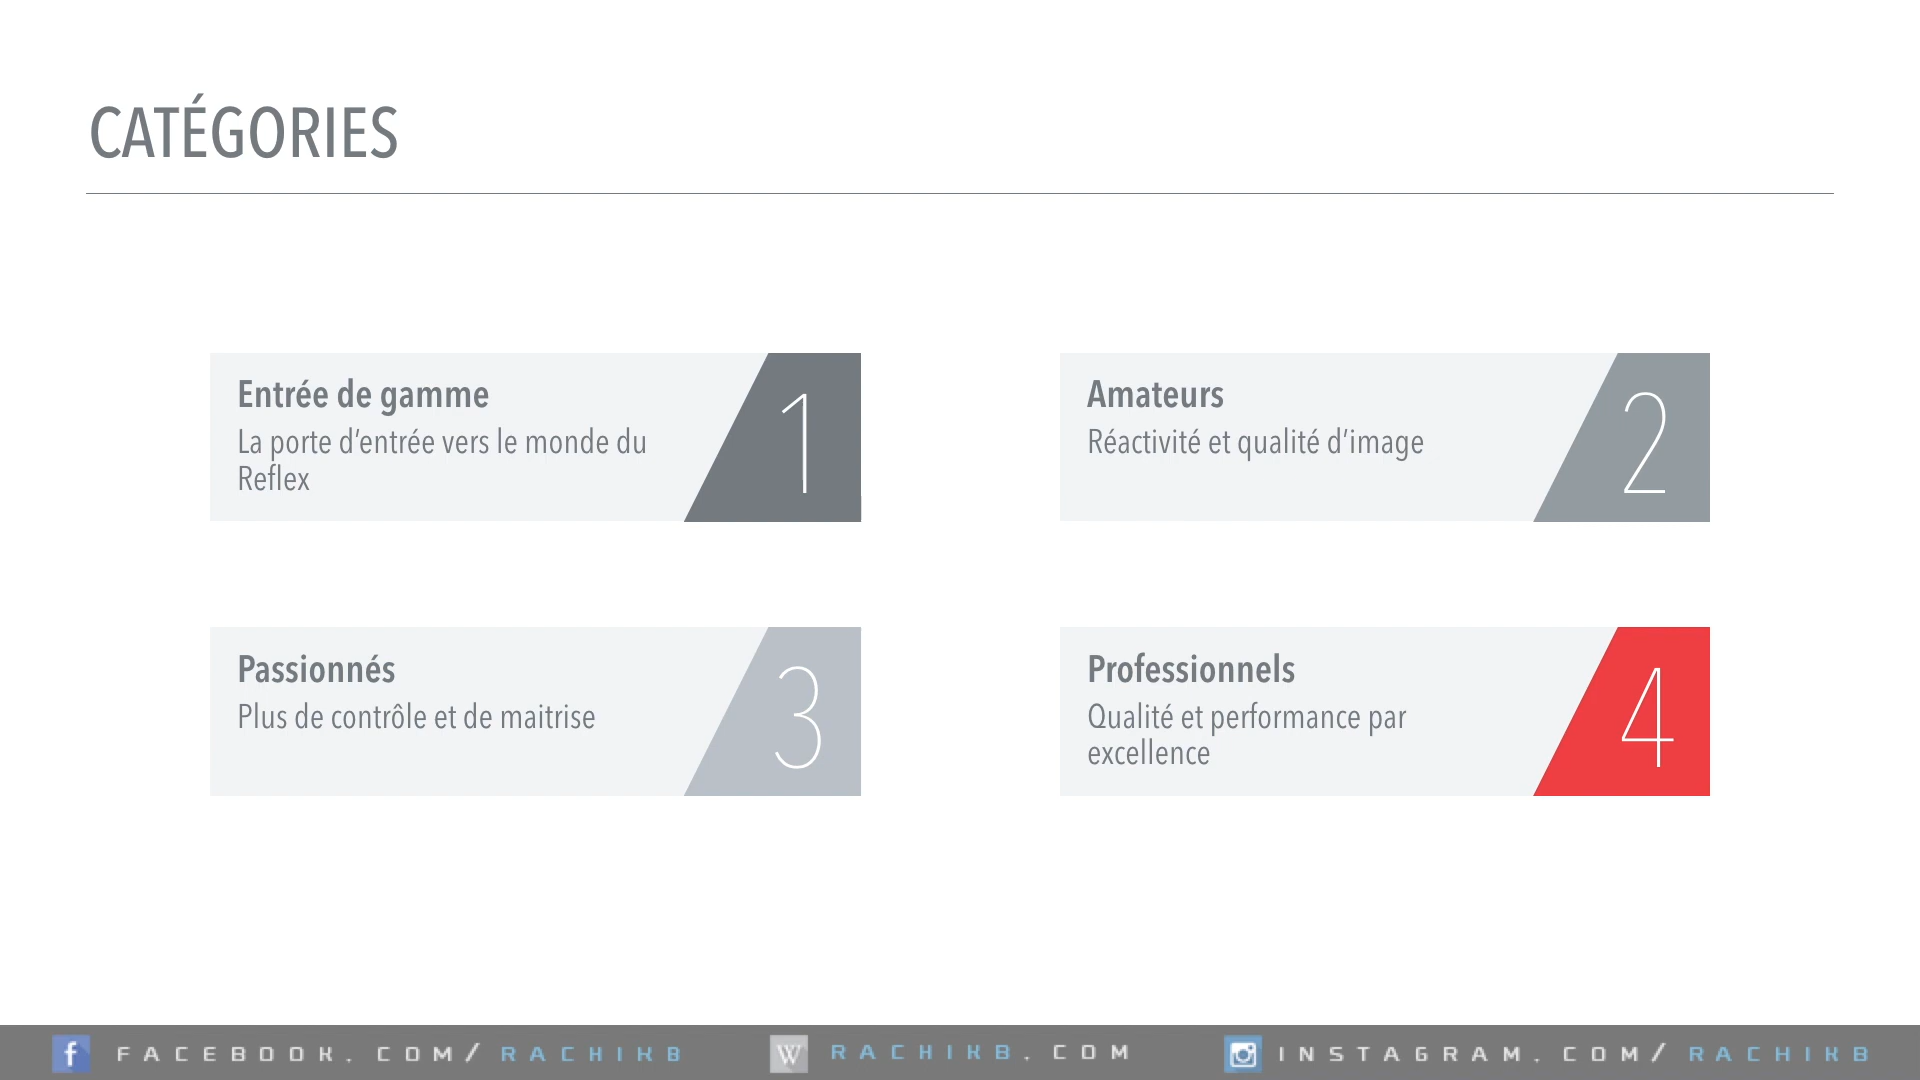 CATÉGORIES
Entrée de gamme
La porte d’entrée vers le monde du
Reflex
1
Amateurs
Réactivité et qualité d’image
2
Passionnés
Plus de contrôle et de maitrise
3
Professionnels
Qualité et performance par
excellence
4
f FACEBOOK.COM/RACHIKB
W RACHIKB.COM
INSTAGRAM.COM/RACHIKB